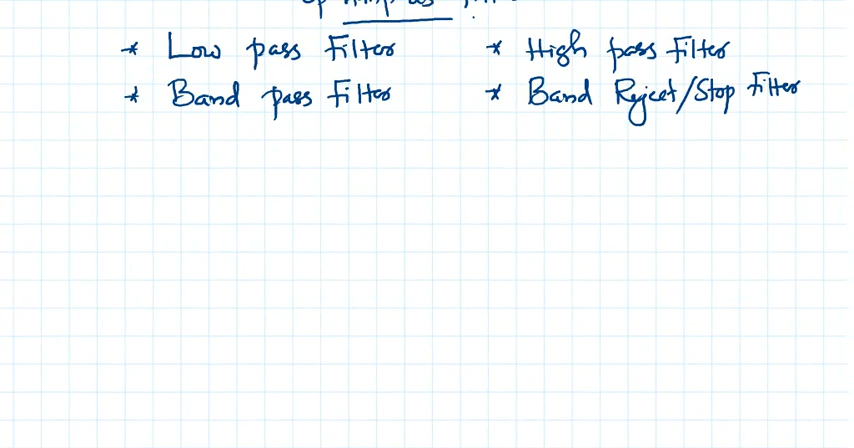 * Low pass Filter * High pass Filter
* Band pass Filter * Band Reject/Stop Filter